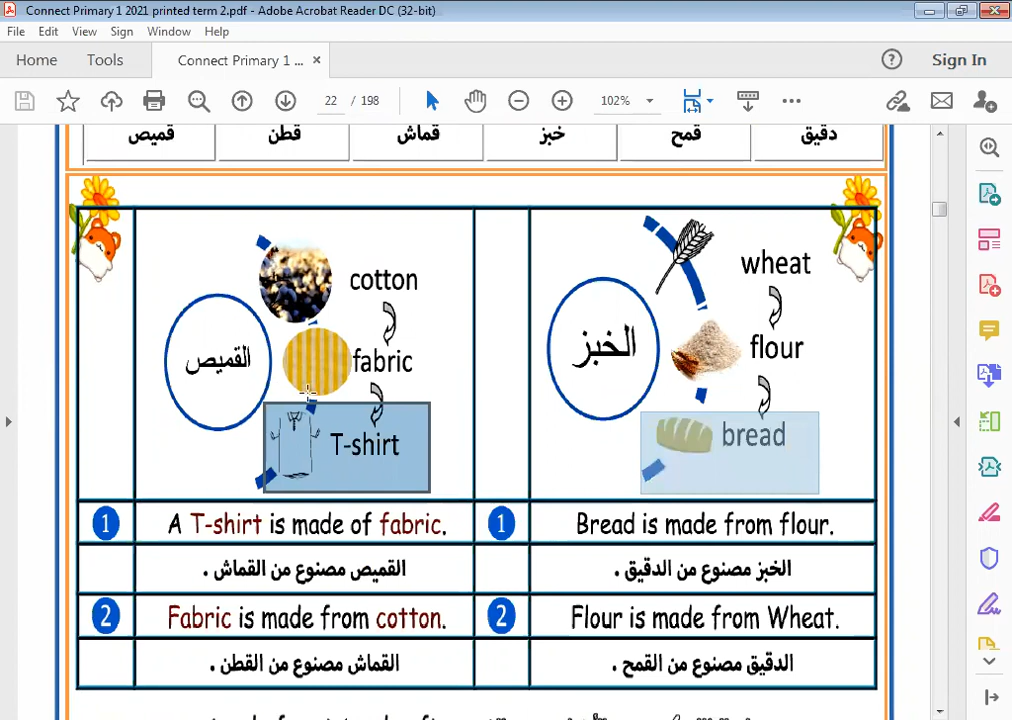 Connect Primary 1 2021 printed term 2.pdf - Adobe Acrobat Reader DC (32-bit)
File Edit View Sign Window Help
Home Tools Connect Primary 1 ... × Sign In
22 / 198 102%
دقيق قمح خبز قماش قطن قميص
cotton
fabric
T-shirt
القميص
wheat
flour
bread
الخبز
1 A T-shirt is made of fabric. 1 Bread is made from flour.
القميص مصنوع من القماش . الخبز مصنوع من الدقيق .
2 Fabric is made from cotton. 2 Flour is made from Wheat.
القماش مصنوع من القطن . الدقيق مصنوع من القمح .